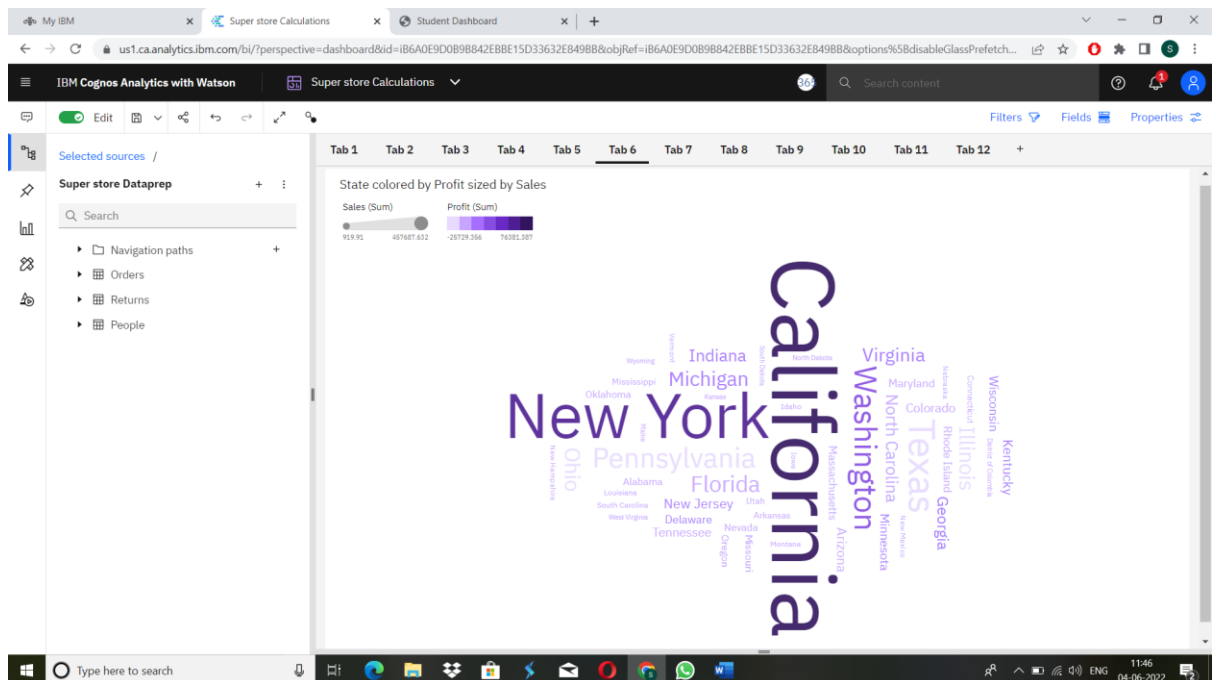 My IBM
Super store Calculations
Student Dashboard
us1.ca.analytics.ibm.com/bi/?perspective=dashboard&id=iB6A0E9D0B9B842EBBE15D33632E849BB&objRef=iB6A0E9D0B9B842EBBE15D33632E849BB&options%5BdisableGlassPrefetch...
S
IBM Cognos Analytics with Watson
Super store Calculations
365
Search content
1
Edit
Filters
Fields
Properties
Selected sources /
Tab 1 Tab 2 Tab 3 Tab 4 Tab 5 Tab 6 Tab 7 Tab 8 Tab 9 Tab 10 Tab 11 Tab 12 +
Super store Dataprep
Search
Navigation paths
Orders
Returns
People
State colored by Profit sized by Sales
Sales (Sum)
919.91 457687.632
Profit (Sum)
-25729.356 76381.387
California
New York
Washington
Texas
Pennsylvania
Florida
Illinois
Ohio
Michigan
Virginia
Indiana
North Carolina
Georgia
Kentucky
Wisconsin
New Jersey
Arizona
Colorado
Tennessee
Minnesota
Massachusetts
Delaware
Maryland
Rhode Island
Missouri
Oklahoma
Alabama
Oregon
Nevada
Connecticut
Mississippi
Arkansas
Utah
Louisiana
Vermont
South Carolina
Nebraska
New Hampshire
Montana
New Mexico
Iowa
Idaho
Kansas
District of Columbia
Wyoming
South Dakota
Maine
West Virginia
North Dakota
Type here to search
ENG
11:46
04-06-2022
2